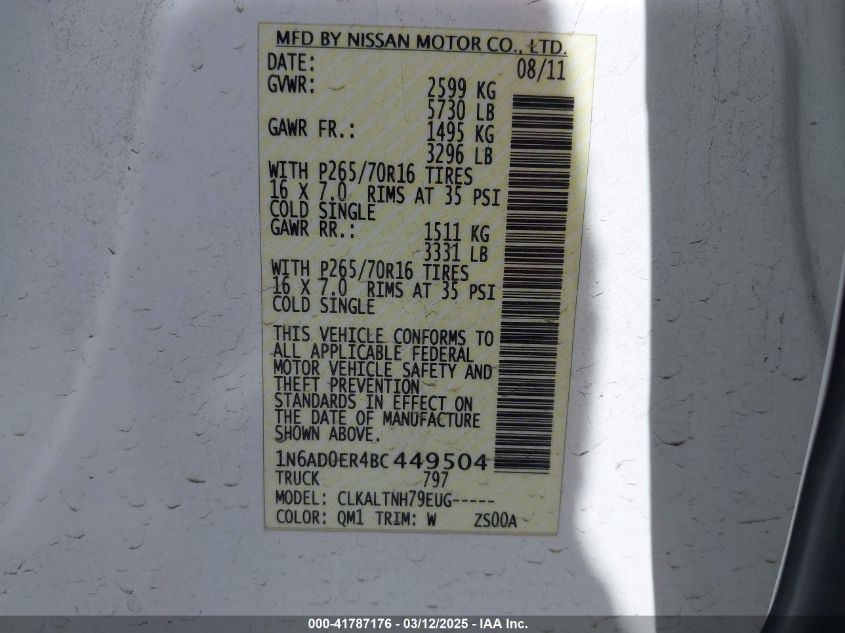 MFD BY NISSAN MOTOR CO., LTD.
DATE: 08/11
GVWR: 2599 KG
5730 LB
GAWR FR.: 1495 KG
3296 LB
WITH P265/70R16 TIRES
16 X 7.0 RIMS AT 35 PSI
COLD SINGLE
GAWR RR.: 1511 KG
3331 LB
WITH P265/70R16 TIRES
16 X 7.0 RIMS AT 35 PSI
COLD SINGLE
THIS VEHICLE CONFORMS TO
ALL APPLICABLE FEDERAL
MOTOR VEHICLE SAFETY AND
THEFT PREVENTION
STANDARDS IN EFFECT ON
THE DATE OF MANUFACTURE
SHOWN ABOVE.
1N6AD0ER4BC449504
TRUCK 797
MODEL: CLKALTNH79EUG-----
COLOR: QM1 TRIM: W ZS00A
000-41787176 - 03/12/2025 - IAA Inc.